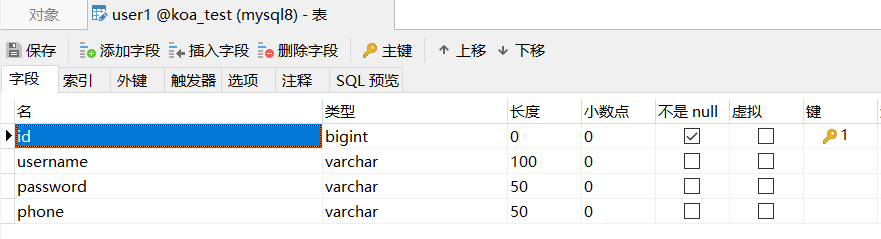 对象 user1 @koa_test (mysql8) - 表
保存 添加字段 插入字段 删除字段 主键 上移 下移
字段 索引 外键 触发器 选项 注释 SQL 预览
名 类型 长度 小数点 不是 null 虚拟 键
id bigint 0 0 1
username varchar 100 0
password varchar 50 0
phone varchar 50 0